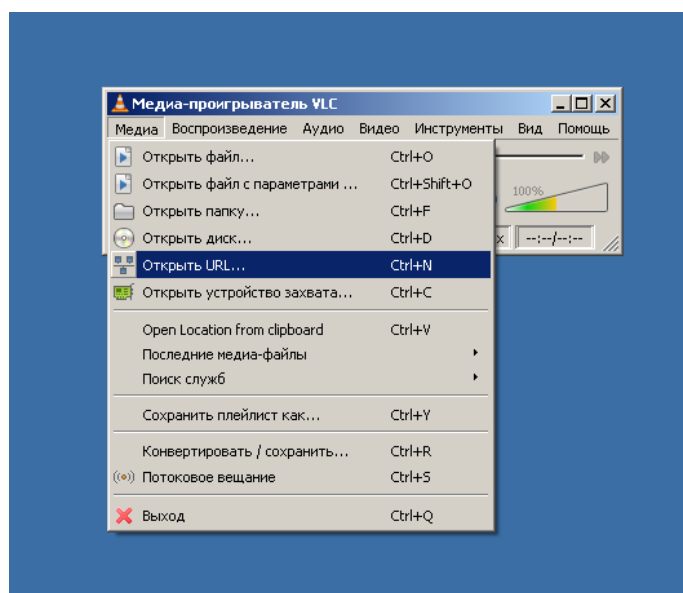 Медиа-проигрыватель VLC
Медиа Воспроизведение Аудио Видео Инструменты Вид Помощь
Открыть файл... Ctrl+O
Открыть файл с параметрами ... Ctrl+Shift+O
100%
Открыть папку... Ctrl+F
Открыть диск... Ctrl+D
x --:--/--:--
Открыть URL... Ctrl+N
Открыть устройство захвата... Ctrl+C
Open Location from clipboard Ctrl+V
Последние медиа-файлы
Поиск служб
Сохранить плейлист как... Ctrl+Y
Конвертировать / сохранить... Ctrl+R
Потоковое вещание Ctrl+S
Выход Ctrl+Q